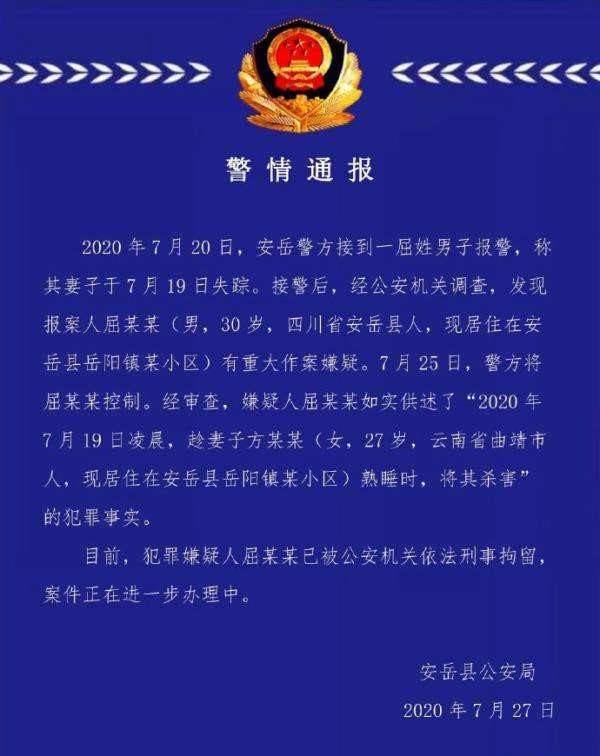 警情通报
2020 年 7 月 20 日，安岳警方接到一屈姓男子报警，称
其妻子于 7 月 19 日失踪。接警后，经公安机关调查，发现
报案人屈某某（男，30 岁，四川省安岳县人，现居住在安
岳县岳阳镇某小区）有重大作案嫌疑。7 月 25 日，警方将
屈某某控制。经审查，嫌疑人屈某某如实供述了“2020 年
7 月 19 日凌晨，趁妻子方某某（女，27 岁，云南省曲靖市
人，现居住在安岳县岳阳镇某小区）熟睡时，将其杀害”
的犯罪事实。
目前，犯罪嫌疑人屈某某已被公安机关依法刑事拘留，
案件正在进一步办理中。
安岳县公安局
2020 年 7 月 27 日